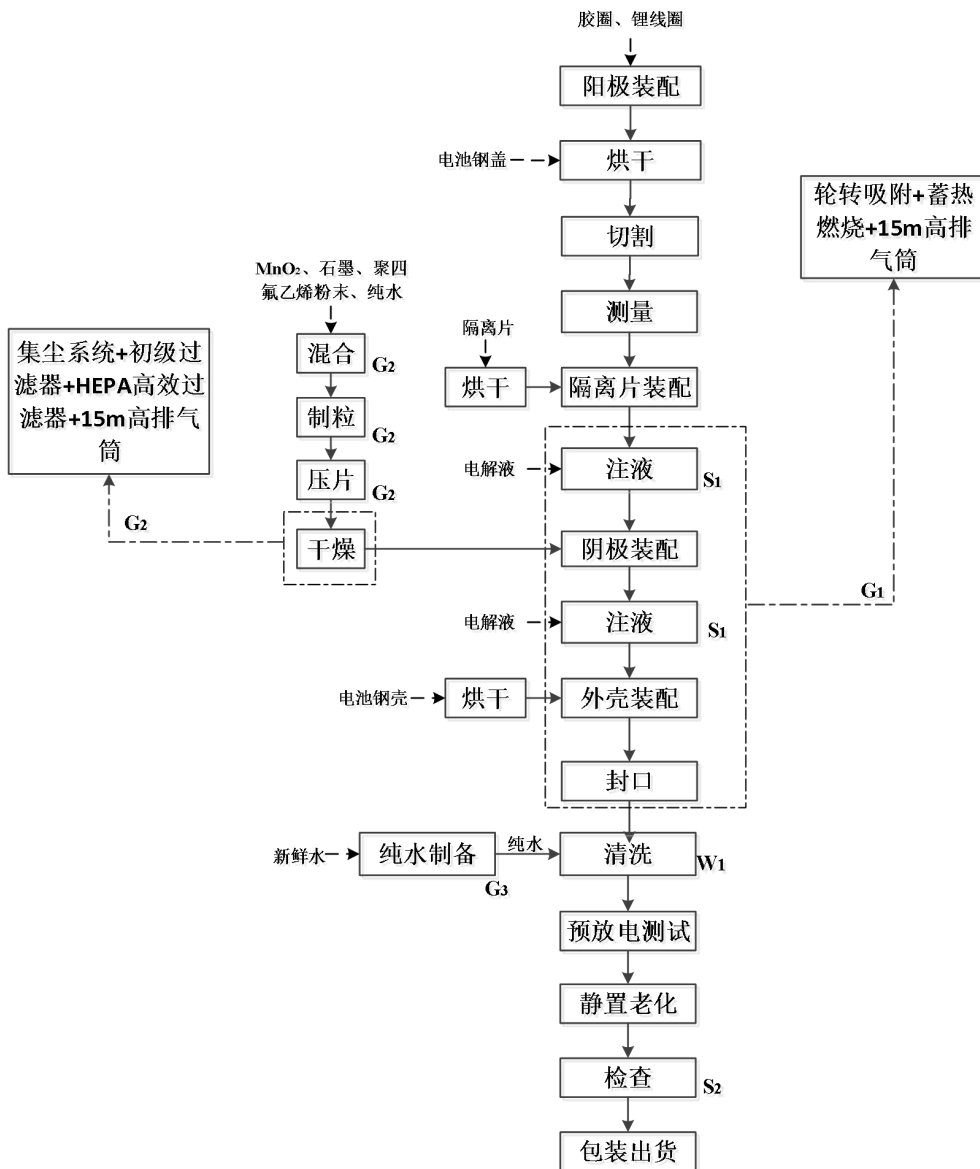 胶圈、锂线圈
阳极装配
电池钢盖
烘干
轮转吸附+蓄热
燃烧+15m高排
气筒
切割
MnO₂、石墨、聚四
氟乙烯粉末、纯水
测量
隔离片
集尘系统+初级过
滤器+HEPA高效过
滤器+15m高排气
筒
混合
G₂
烘干
隔离片装配
制粒
G₂
电解液
注液
S₁
压片
G₂
G₂
干燥
阴极装配
G₁
电解液
注液
S₁
电池钢壳
烘干
外壳装配
封口
新鲜水
纯水制备
纯水
清洗
W₁
G₃
预放电测试
静置老化
检查
S₂
包装出货